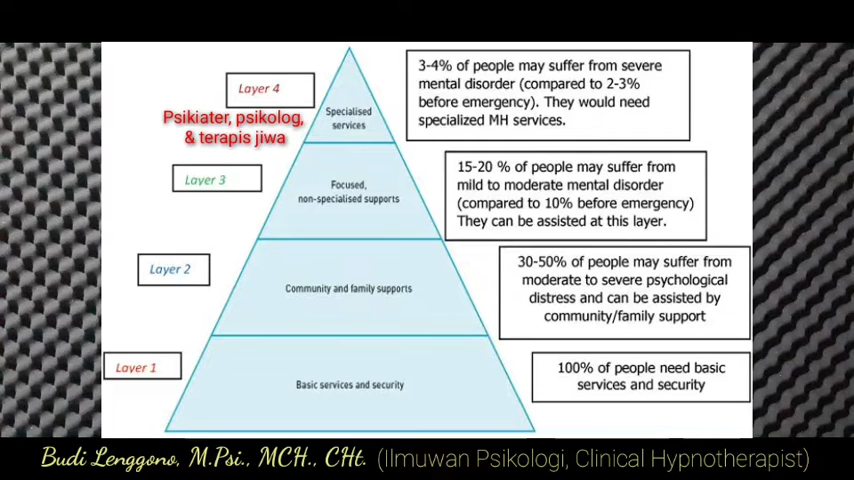 Layer 4
Psikiater, psikolog,
& terapis jiwa
Specialised
services
3-4% of people may suffer from severe
mental disorder (compared to 2-3%
before emergency). They would need
specialized MH services.
Layer 3
Focused,
non-specialised supports
15-20 % of people may suffer from
mild to moderate mental disorder
(compared to 10% before emergency)
They can be assisted at this layer.
Layer 2
Community and family supports
30-50% of people may suffer from
moderate to severe psychological
distress and can be assisted by
community/family support
Layer 1
Basic services and security
100% of people need basic
services and security
Budi Lenggono, M.Psi., MCH., CHt. (Ilmuwan Psikologi, Clinical Hypnotherapist)